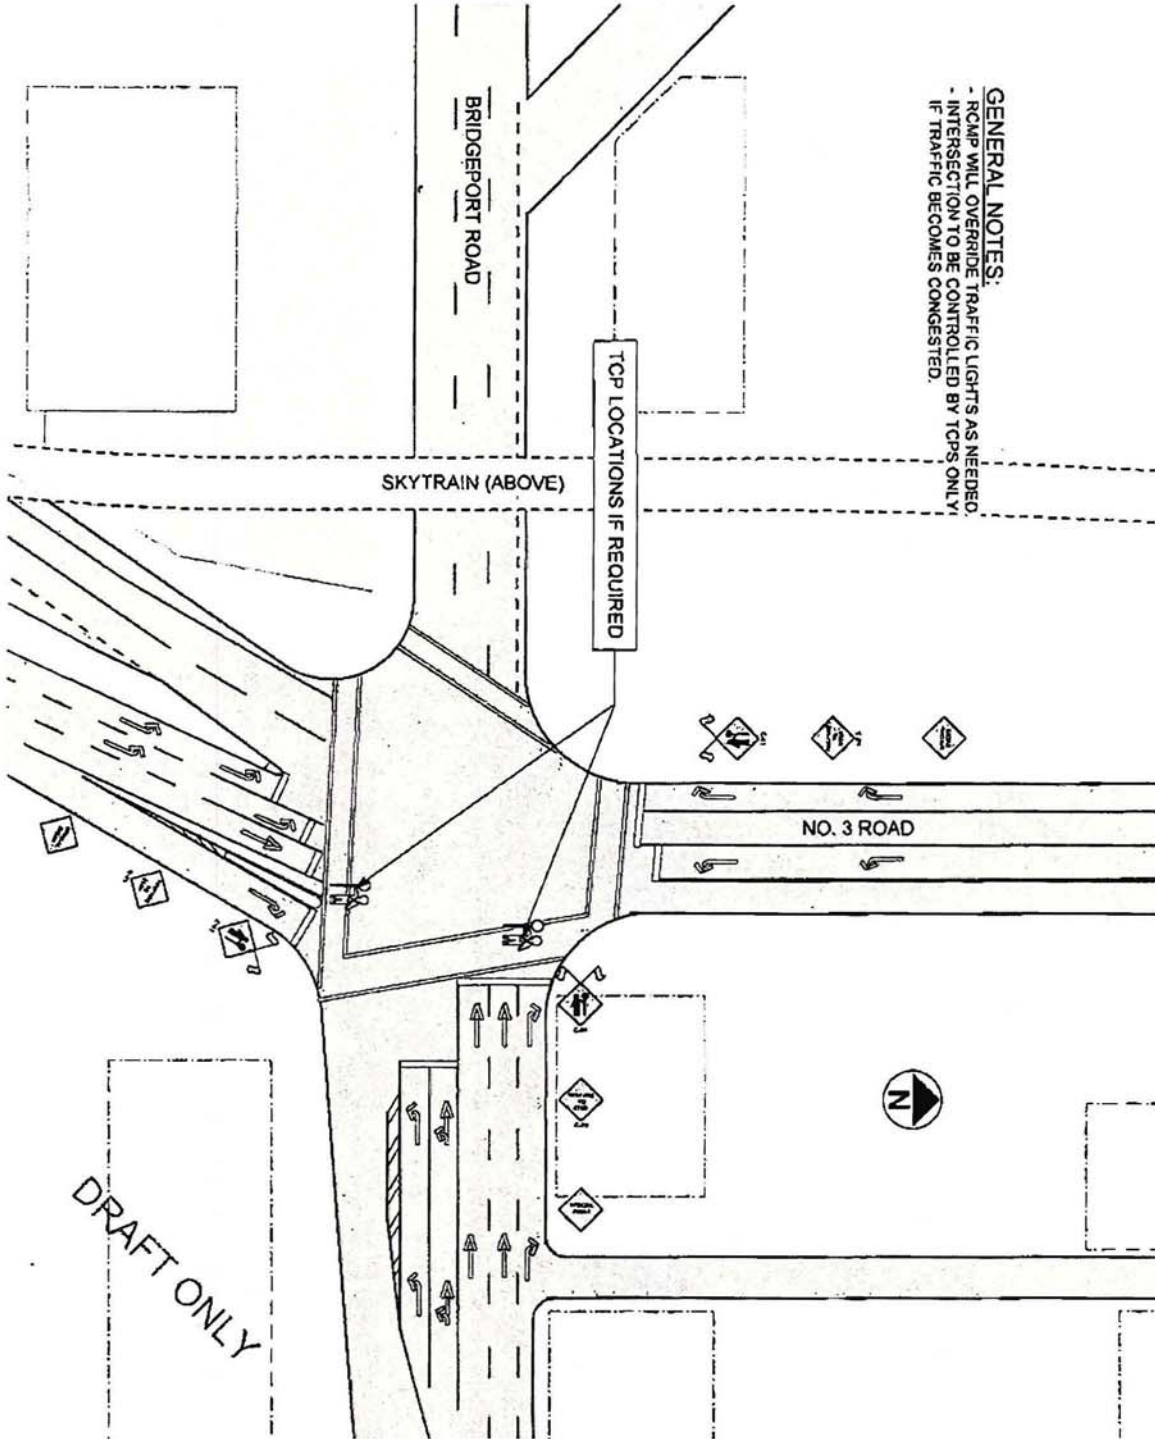 GENERAL NOTES:
- RCMP WILL OVERRIDE TRAFFIC LIGHTS AS NEEDED.
- INTERSECTION TO BE CONTROLLED BY TCPS ONLY
IF TRAFFIC BECOMES CONGESTED.
BRIDGEPORT ROAD
TCP LOCATIONS IF REQUIRED
SKYTRAIN (ABOVE)
NO. 3 ROAD
N
DRAFT ONLY